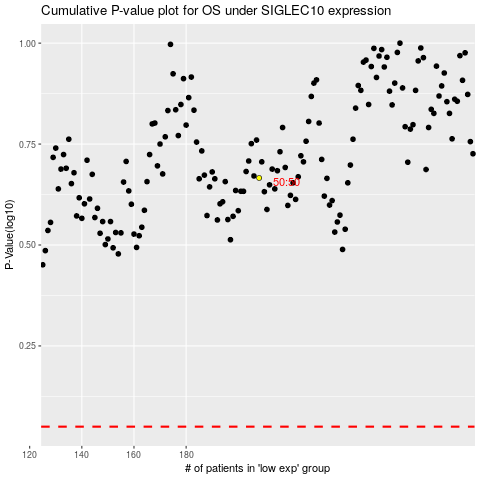 Cumulative P-value plot for OS under SIGLEC10 expression
1.00
0.75
0.50
0.25
P-Value(log10)
50:50
120 140 160 180
# of patients in 'low exp' group